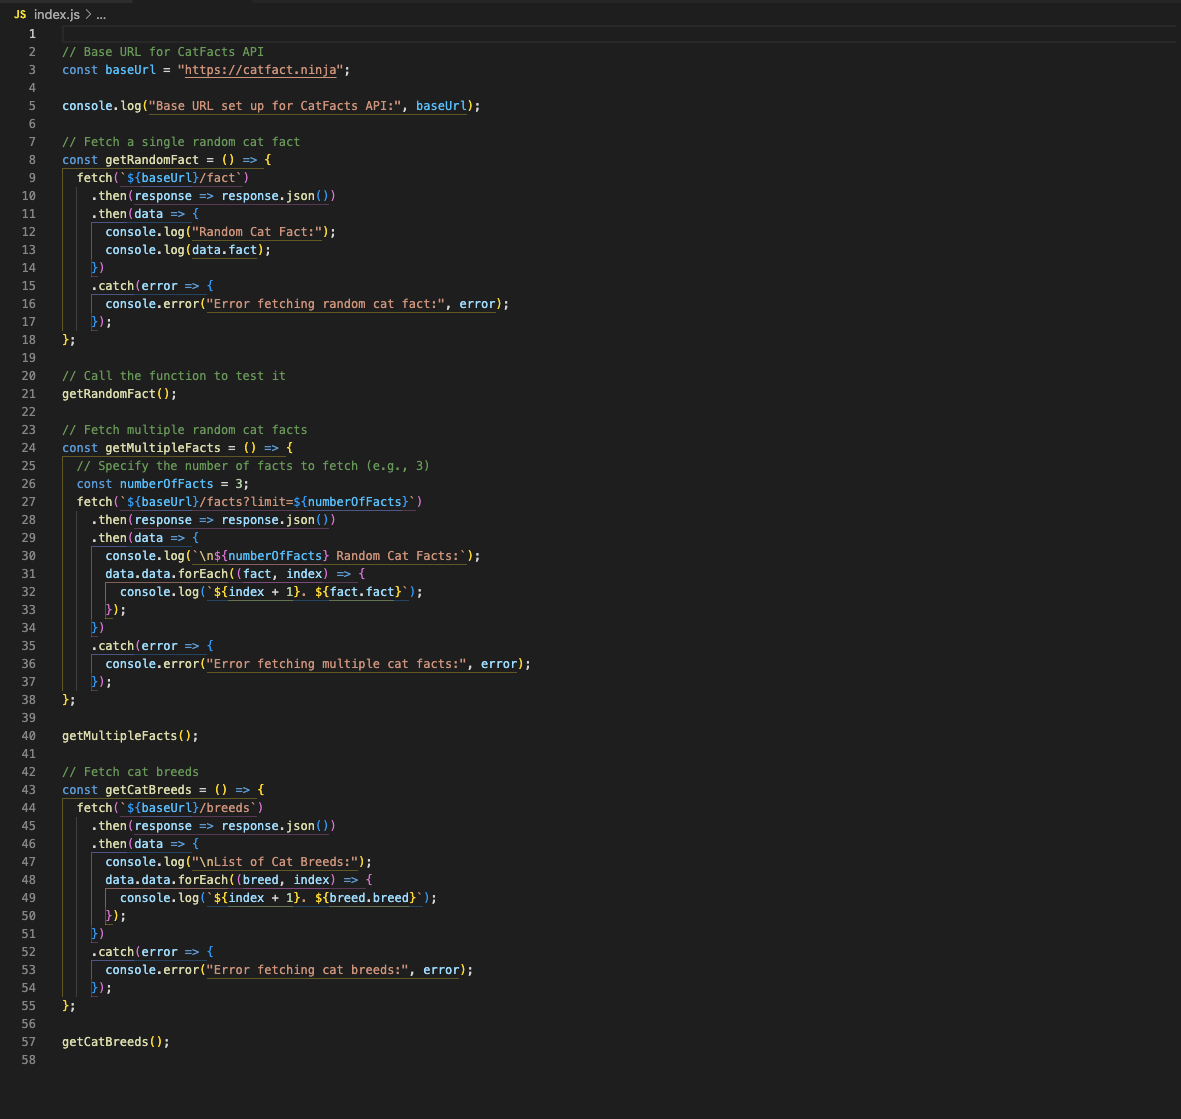 JS index.js > ...
1
2 // Base URL for CatFacts API
3 const baseUrl = "https://catfact.ninja";
4
5 console.log("Base URL set up for CatFacts API:", baseUrl);
6
7 // Fetch a single random cat fact
8 const getRandomFact = () => {
9   fetch(`${baseUrl}/fact`)
10     .then(response => response.json())
11     .then(data => {
12       console.log("Random Cat Fact:");
13       console.log(data.fact);
14     })
15     .catch(error => {
16       console.error("Error fetching random cat fact:", error);
17     });
18 };
19
20 // Call the function to test it
21 getRandomFact();
22
23 // Fetch multiple random cat facts
24 const getMultipleFacts = () => {
25   // Specify the number of facts to fetch (e.g., 3)
26   const numberOfFacts = 3;
27   fetch(`${baseUrl}/facts?limit=${numberOfFacts}`)
28     .then(response => response.json())
29     .then(data => {
30       console.log(`\n${numberOfFacts} Random Cat Facts:`);
31       data.data.forEach((fact, index) => {
32         console.log(`${index + 1}. ${fact.fact}`);
33       });
34     })
35     .catch(error => {
36       console.error("Error fetching multiple cat facts:", error);
37     });
38 };
39
40 getMultipleFacts();
41
42 // Fetch cat breeds
43 const getCatBreeds = () => {
44   fetch(`${baseUrl}/breeds`)
45     .then(response => response.json())
46     .then(data => {
47       console.log("\nList of Cat Breeds:");
48       data.data.forEach((breed, index) => {
49         console.log(`${index + 1}. ${breed.breed}`);
50       });
51     })
52     .catch(error => {
53       console.error("Error fetching cat breeds:", error);
54     });
55 };
56
57 getCatBreeds();
58